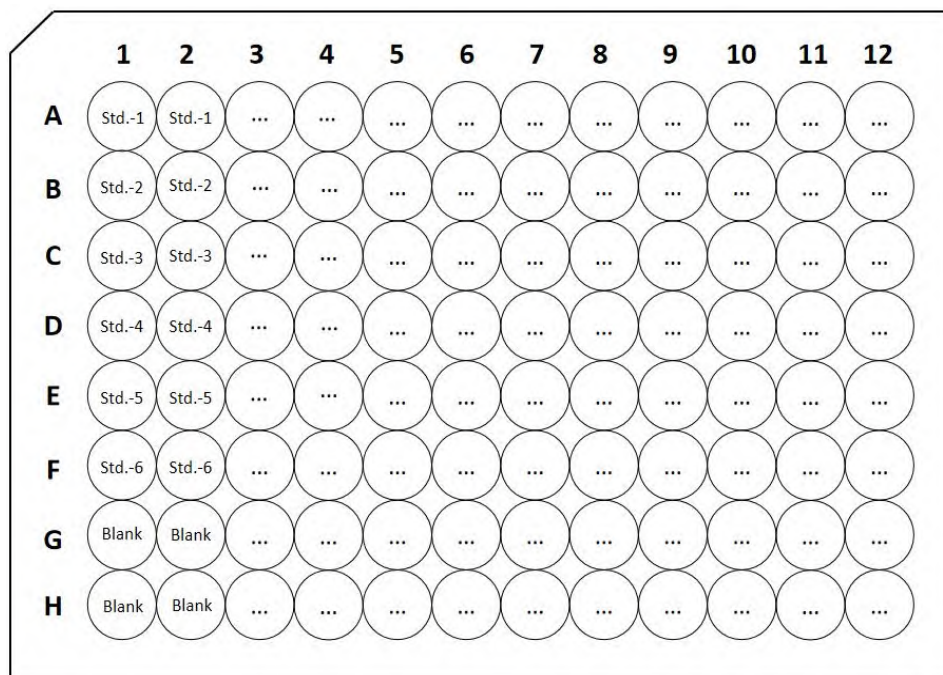 1 2 3 4 5 6 7 8 9 10 11 12
A Std.-1 Std.-1 ... ... ... ... ... ... ... ... ... ...
B Std.-2 Std.-2 ... ... ... ... ... ... ... ... ... ...
C Std.-3 Std.-3 ... ... ... ... ... ... ... ... ... ...
D Std.-4 Std.-4 ... ... ... ... ... ... ... ... ... ...
E Std.-5 Std.-5 ... ... ... ... ... ... ... ... ... ...
F Std.-6 Std.-6 ... ... ... ... ... ... ... ... ... ...
G Blank Blank ... ... ... ... ... ... ... ... ... ...
H Blank Blank ... ... ... ... ... ... ... ... ... ...